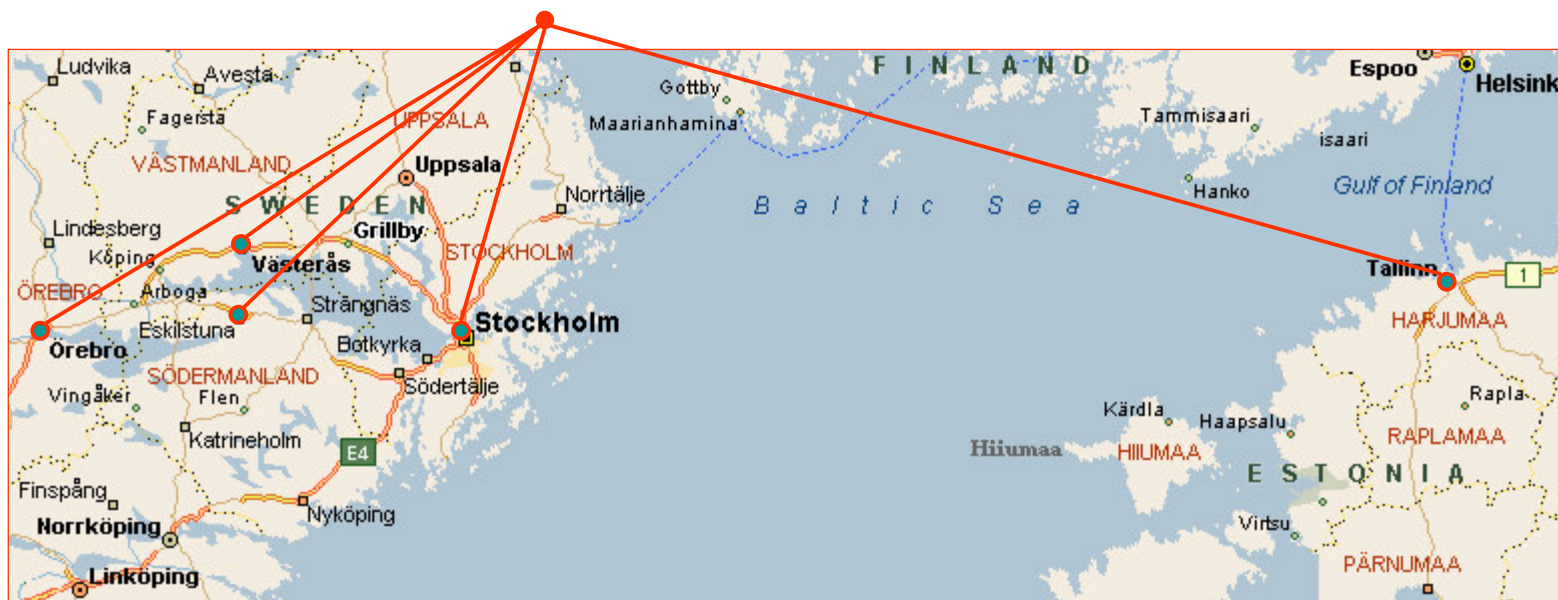 Ludvika
Avesta
Fagersta
UPPSALA
VÄSTMANLAND
Uppsala
SWEDEN
Norrtälje
Lindesberg
Grillby
Köping
Västerås
STOCKHOLM
ÖREBRO
Arboga
Strängnäs
Eskilstuna
Stockholm
Örebro
Botkyrka
SÖDERMANLAND
Södertälje
Vingåker
Flen
Katrineholm
E4
Finspång
Nyköping
Norrköping
Linköping
FINLAND
Gottby
Maarianhamina
Baltic Sea
Espoo
Helsink
Tammisaari
isaari
Hanko
Gulf of Finland
Tallinn
1
HARJUMAA
Kärdla
Haapsalu
Rapla
Hiiumaa
HIIUMAA
RAPLAMAA
ESTONIA
Virtsu
PÄRNUMAA